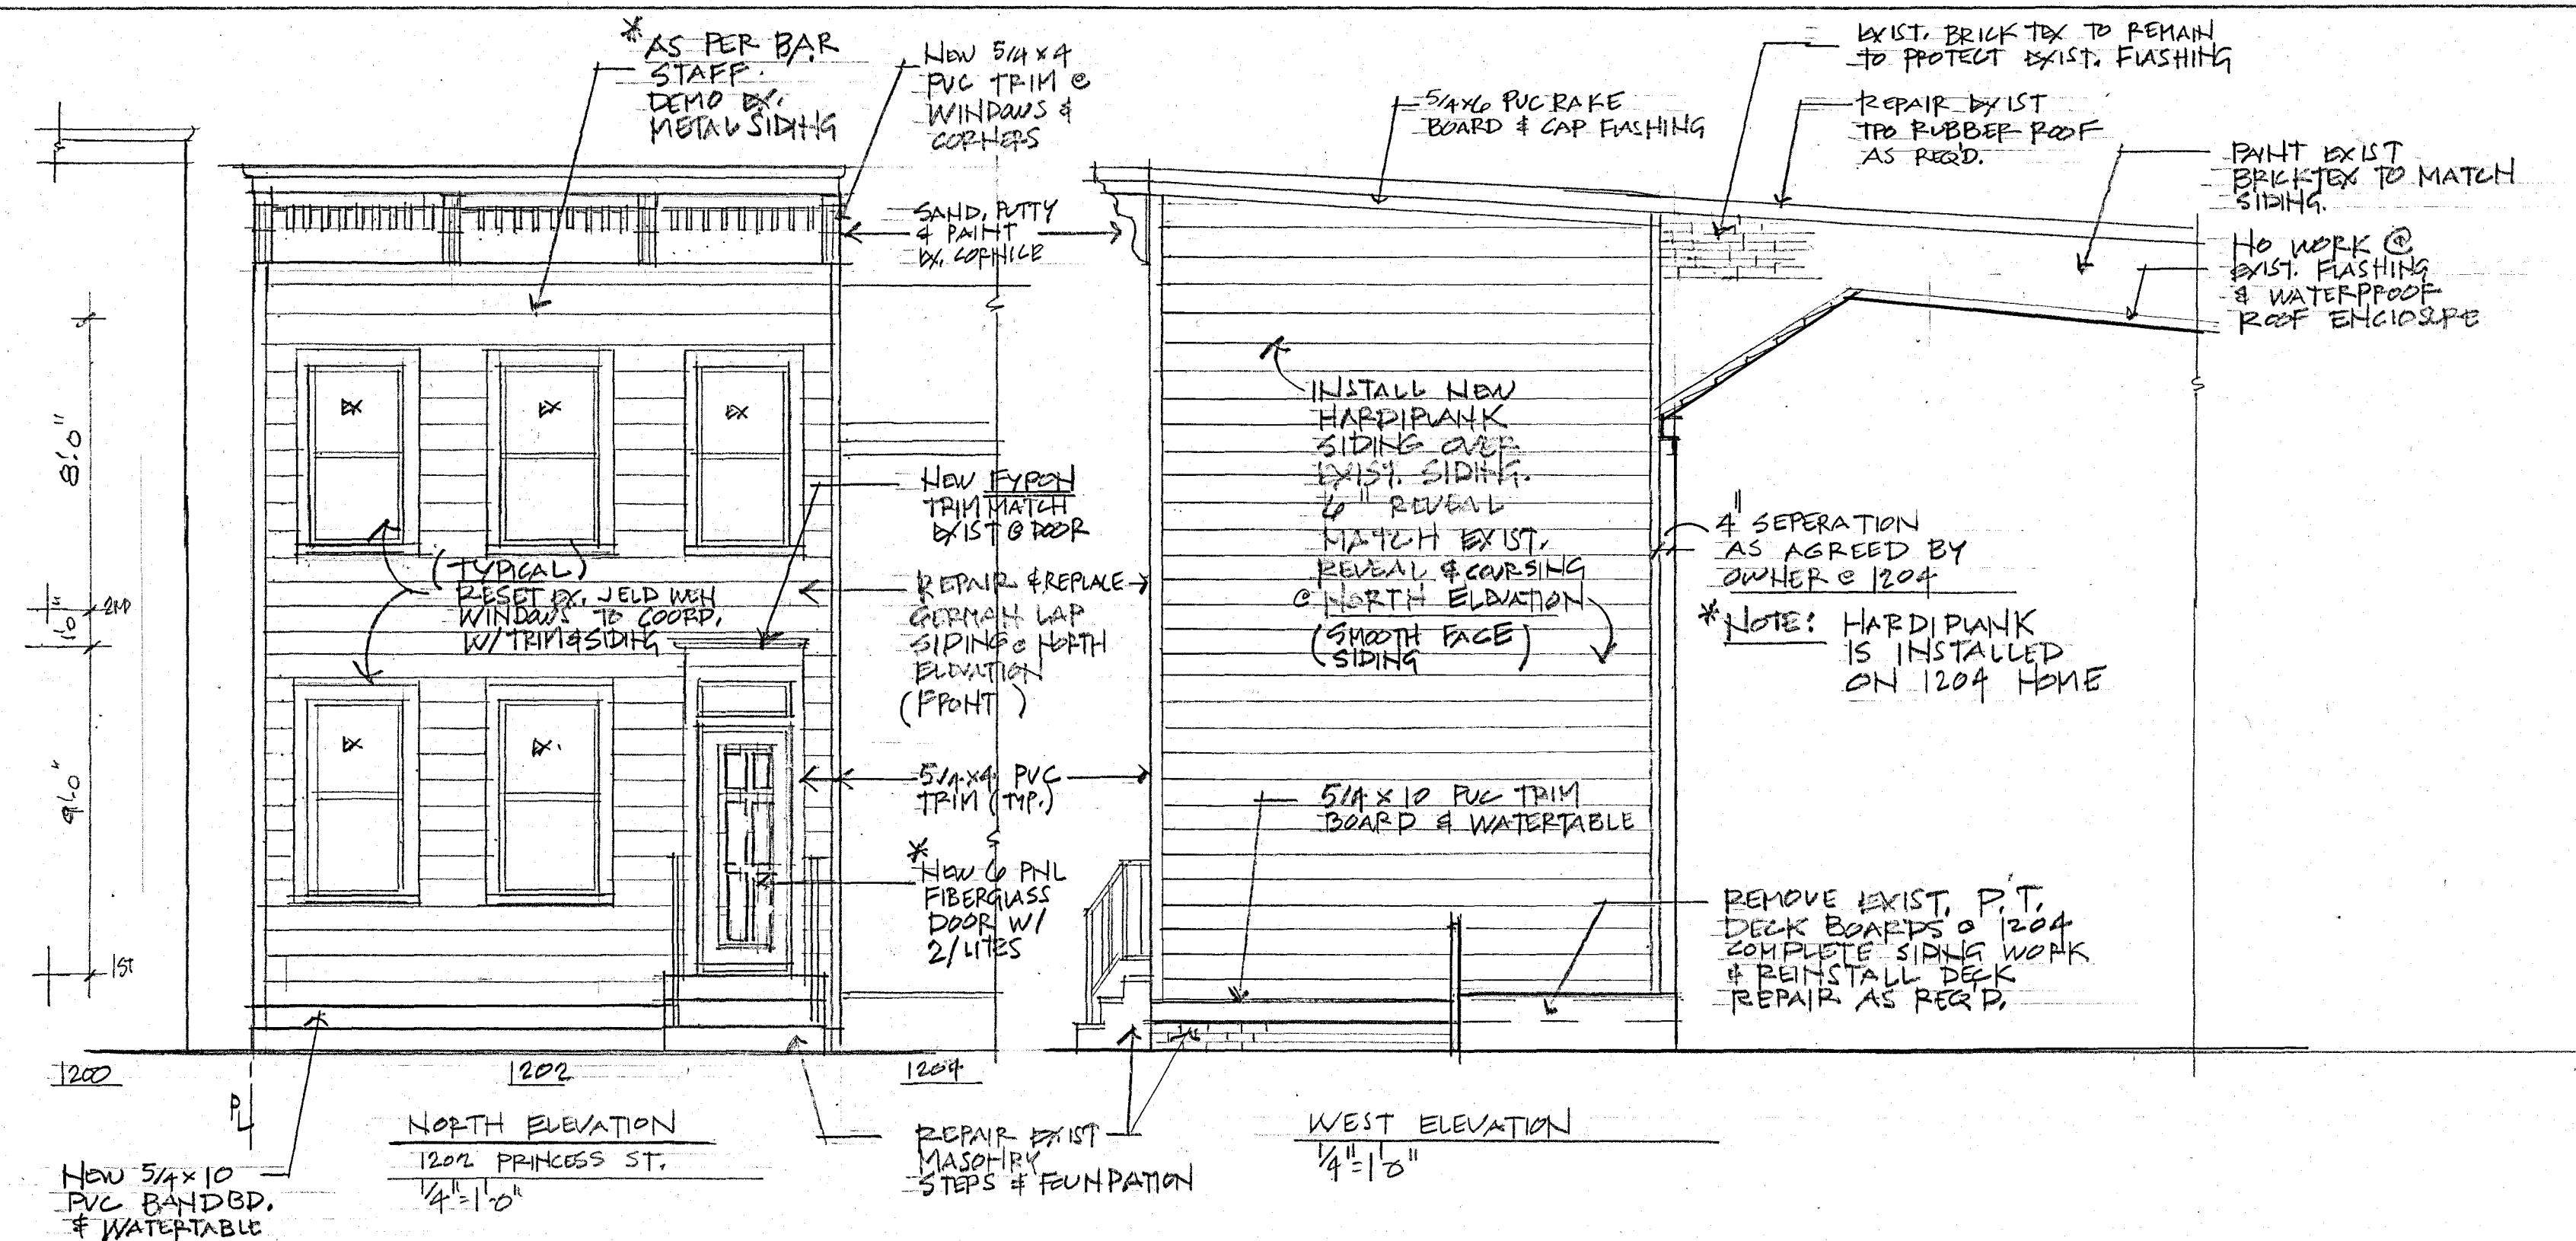 * AS PER BAR
STAFF.
DEMO EX.
METAL SIDING
NEW 5/4 x 4
PVC TRIM @
WINDOWS &
CORNERS
SAND, PUTTY
& PAINT
EX. CORNICE
5/4x6 PVC RAKE
BOARD & CAP FLASHING
EXIST. BRICK TEX TO REMAIN
TO PROTECT EXIST. FLASHING
REPAIR EXIST
TPO RUBBER ROOF
AS REQ'D.
PAINT EXIST
BRICKTEX TO MATCH
SIDING.
NO WORK @
EXIST. FLASHING
& WATERPROOF
ROOF ENCLOSURE
8'-0"
1'-0"
2ND
9'-0"
1ST
EX
EX
EX
EX
EX.
(TYPICAL)
RESET EX. JELD WEN
WINDOWS TO COORD.
W/ TRIM & SIDING
NEW FYPON
TRIM MATCH
EXIST @ DOOR
REPAIR & REPLACE
GERMAN LAP
SIDING @ NORTH
ELEVATION
(FRONT)
5/4 x 4 PVC
TRIM (TYP.)
* NEW 6 PNL
FIBERGLASS
DOOR W/
2/LITES
INSTALL NEW
HARDIPLANK
SIDING OVER
EXIST. SIDING.
6" REVEAL
MATCH EXIST.
REVEAL & COURSING
@ NORTH ELEVATION
(SMOOTH FACE)
SIDING
4" SEPERATION
AS AGREED BY
OWNER @ 1204
* NOTE: HARDIPLANK
IS INSTALLED
ON 1204 HOME
5/4 x 10 PVC TRIM
BOARD & WATERTABLE
REMOVE EXIST. P.T.
DECK BOARDS @ 1204
COMPLETE SIDING WORK
& REINSTALL DECK
REPAIR AS REQ'D.
1200
1202
1204
PL
NORTH ELEVATION
1202 PRINCESS ST.
1/4"=1'-0"
NEW 5/4 x 10
PVC BAND BD.
& WATERTABLE
REPAIR EXIST
MASONRY
STEPS & FOUNDATION
WEST ELEVATION
1/4"=1'-0"